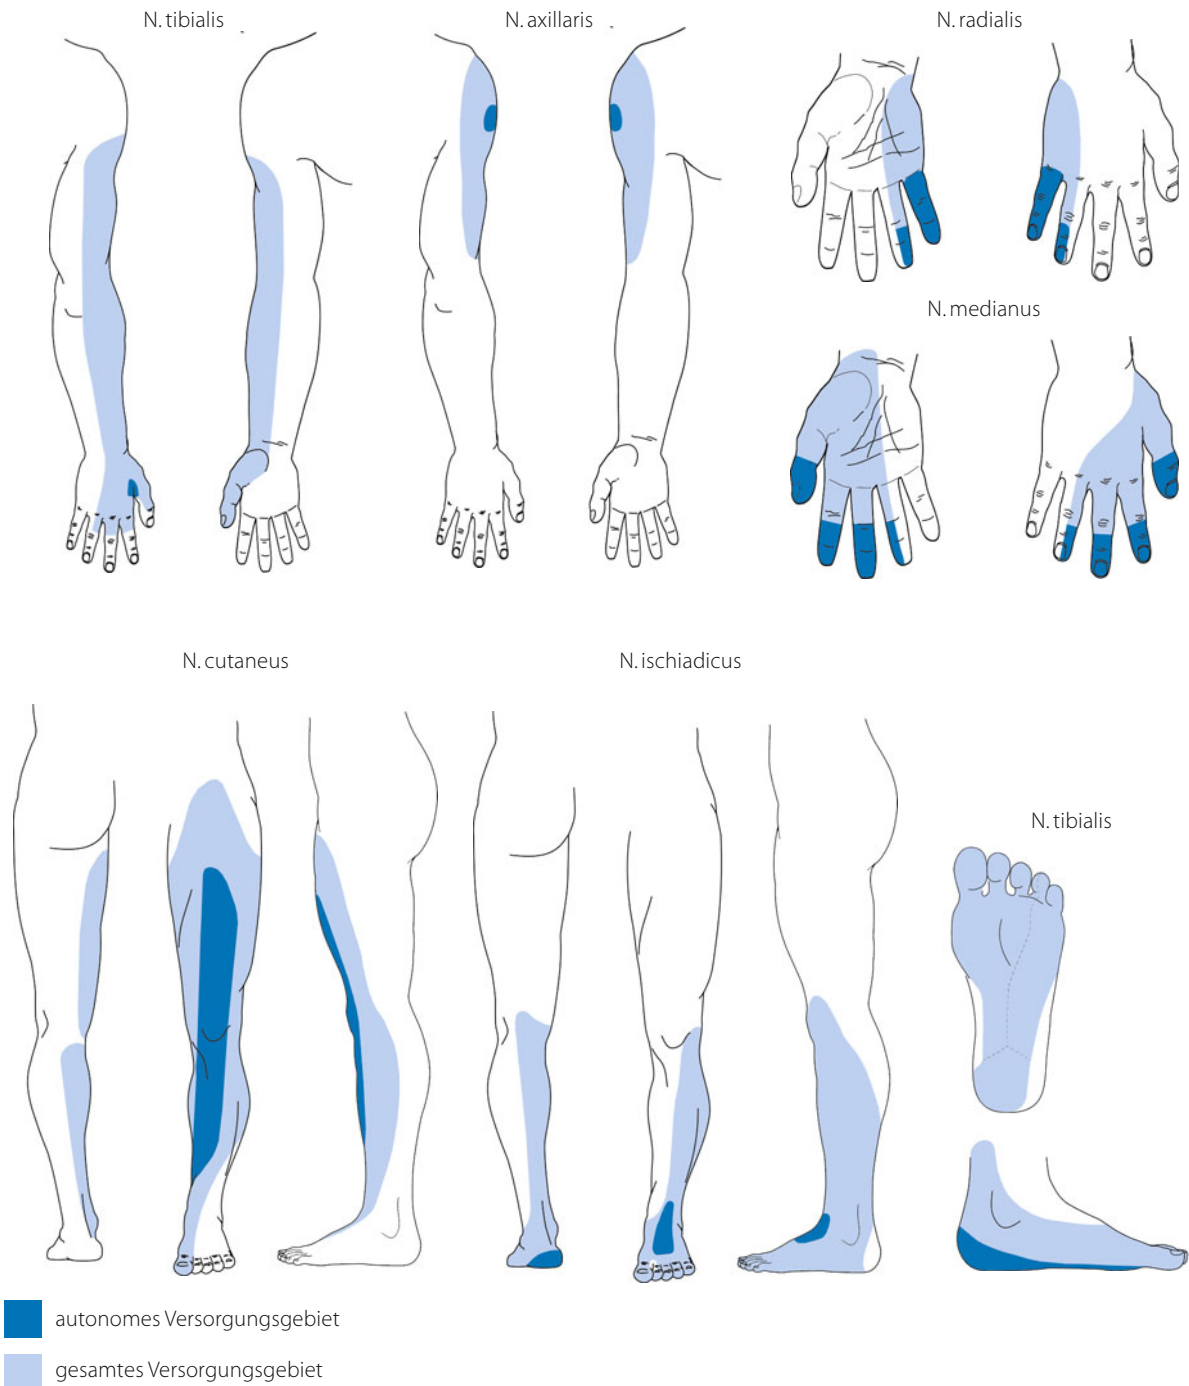 N. tibialis
N. axillaris
N. radialis
N. medianus
N. cutaneus
N. ischiadicus
N. tibialis
autonomes Versorgungsgebiet
gesamtes Versorgungsgebiet